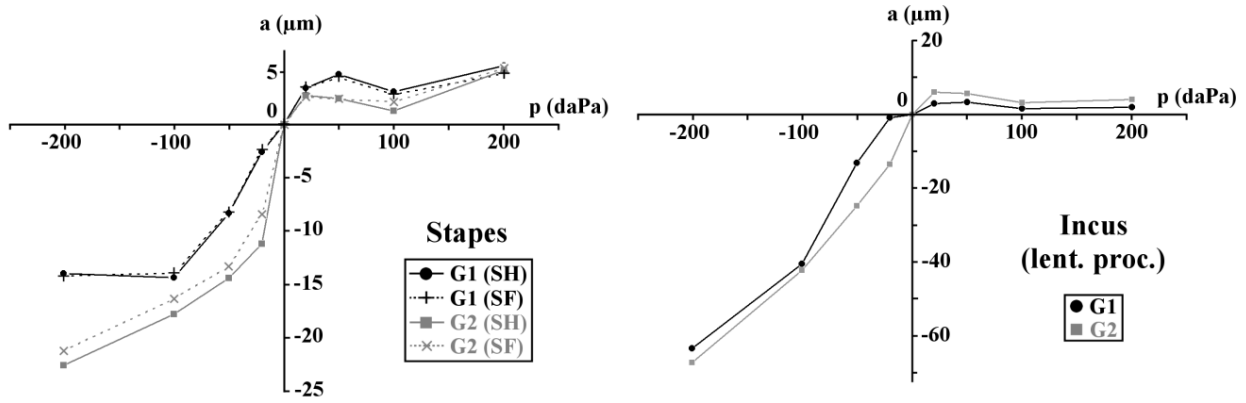 a (µm)
5
0
p (daPa)
-200
-100
100
200
-5
-10
-15
-20
-25
Stapes
G1 (SH)
G1 (SF)
G2 (SH)
G2 (SF)
a (µm)
20
0
p (daPa)
-200
-100
100
200
-20
-40
-60
Incus
(lent. proc.)
G1
G2